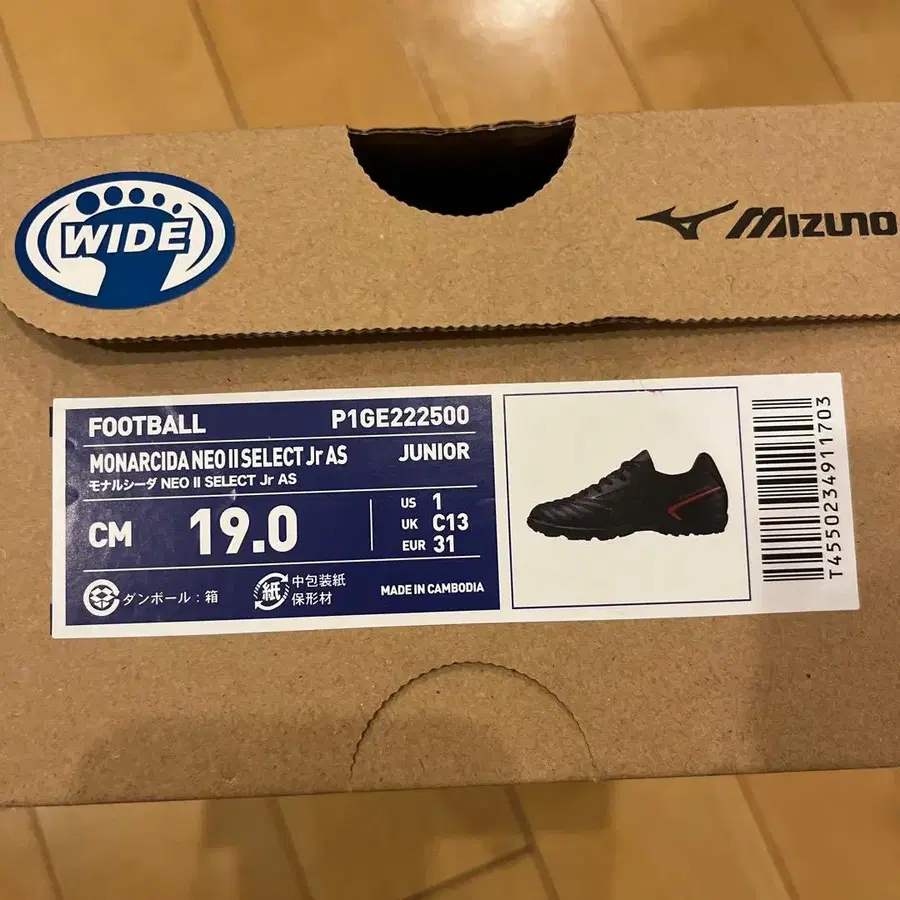 WIDE
MIZUNO
FOOTBALL P1GE222500
MONARCIDA NEO II SELECT Jr AS JUNIOR
モナルシーダ NEO II SELECT Jr AS
CM 19.0
US 1
UK C13
EUR 31
ダンボール：箱
紙 中包装紙
保形材
MADE IN CAMBODIA
T4550234911703